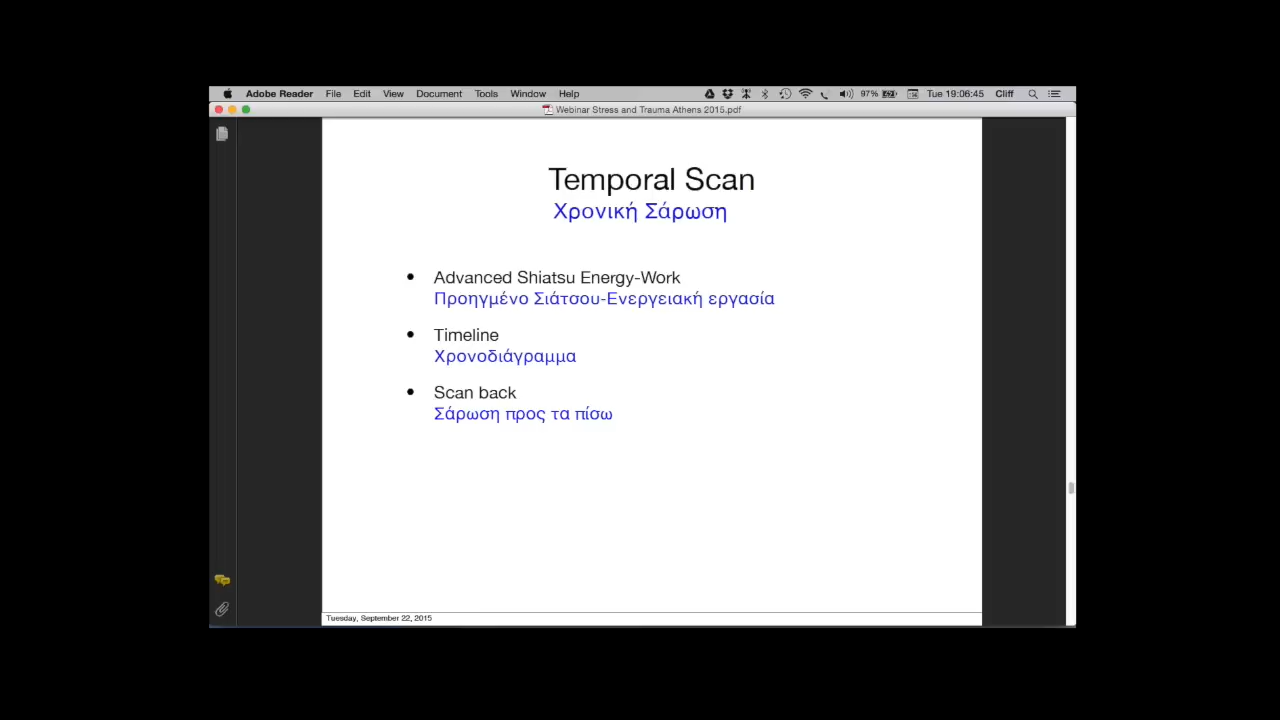 Adobe Reader File Edit View Document Tools Window Help 97% Tue 19:06:45 Cliff
Webinar Stress and Trauma Athens 2015.pdf
Temporal Scan
Χρονική Σάρωση
• Advanced Shiatsu Energy-Work
Προηγμένο Σιάτσου-Ενεργειακή εργασία
• Timeline
Χρονοδιάγραμμα
• Scan back
Σάρωση προς τα πίσω
Tuesday, September 22, 2015